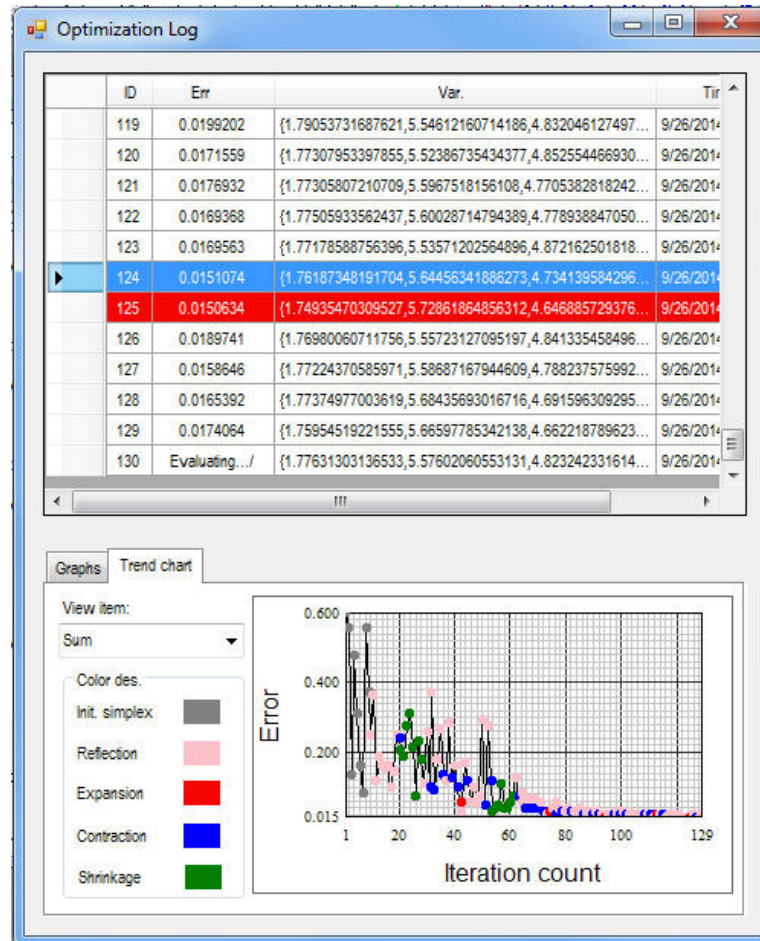 Optimization Log
ID Err Var. Tir
119 0.0199202 {1.79053731687621,5.54612160714186,4.832046127497... 9/26/2014
120 0.0171559 {1.77307953397855,5.52386735434377,4.852554466930... 9/26/2014
121 0.0176932 {1.77305807210709,5.5967518156108,4.7705382818242... 9/26/2014
122 0.0169368 {1.77505933562437,5.60028714794389,4.778938847050... 9/26/2014
123 0.0169563 {1.77178588756396,5.53571202564896,4.872162501818... 9/26/2014
124 0.0151074 {1.76187348191704,5.64456341886273,4.734139584296... 9/26/2014
125 0.0150634 {1.74935470309527,5.72861864856312,4.646885729376... 9/26/2014
126 0.0189741 {1.76980060711756,5.55723127095197,4.841335458496... 9/26/2014
127 0.0158646 {1.77224370585971,5.58687167944609,4.788237575992... 9/26/2014
128 0.0165392 {1.77374977003619,5.68435693016716,4.691596309295... 9/26/2014
129 0.0174064 {1.75954519221555,5.66597785342138,4.662218789623... 9/26/2014
130 Evaluating.../ {1.77631303136533,5.57602060553131,4.823242331614... 9/26/2014
Graphs Trend chart
View item:
Sum
Color des.
Init. simplex
Reflection
Expansion
Contraction
Shrinkage
Error
0.600
0.400
0.200
0.015
1 20 40 60 80 100 129
Iteration count